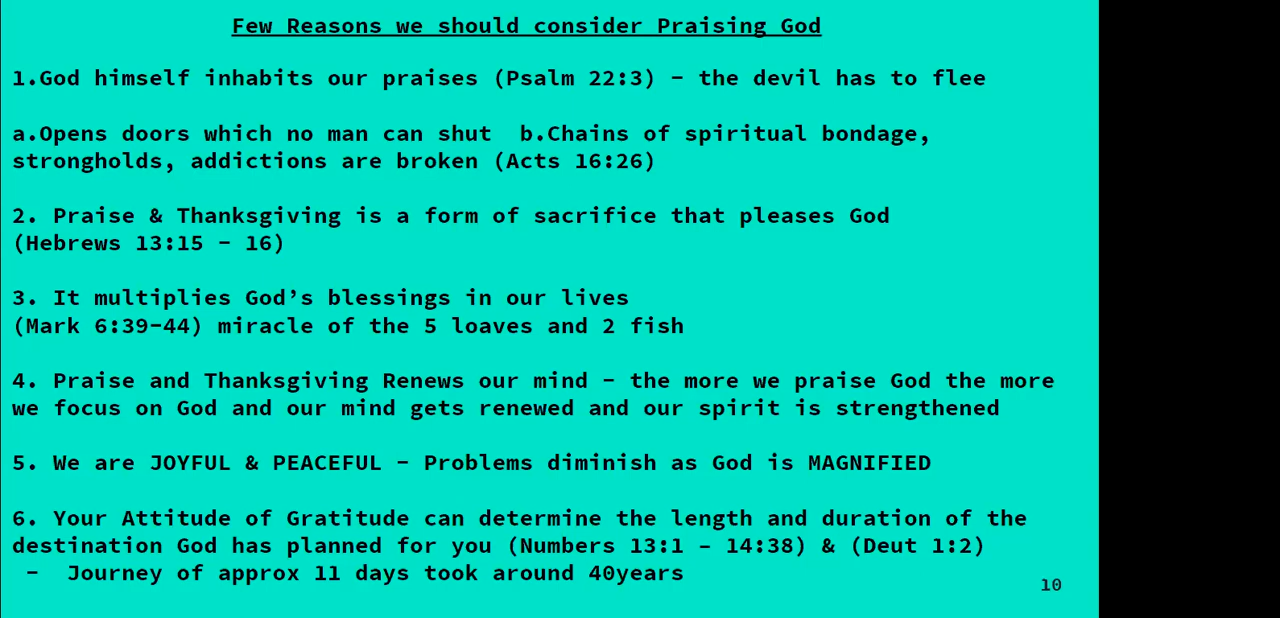 Few Reasons we should consider Praising God
1.God himself inhabits our praises (Psalm 22:3) – the devil has to flee
a.Opens doors which no man can shut  b.Chains of spiritual bondage,
strongholds, addictions are broken (Acts 16:26)
2. Praise & Thanksgiving is a form of sacrifice that pleases God
(Hebrews 13:15 – 16)
3. It multiplies God’s blessings in our lives
(Mark 6:39–44) miracle of the 5 loaves and 2 fish
4. Praise and Thanksgiving Renews our mind – the more we praise God the more
we focus on God and our mind gets renewed and our spirit is strengthened
5. We are JOYFUL & PEACEFUL – Problems diminish as God is MAGNIFIED
6. Your Attitude of Gratitude can determine the length and duration of the
destination God has planned for you (Numbers 13:1 – 14:38) & (Deut 1:2)
–  Journey of approx 11 days took around 40years
10